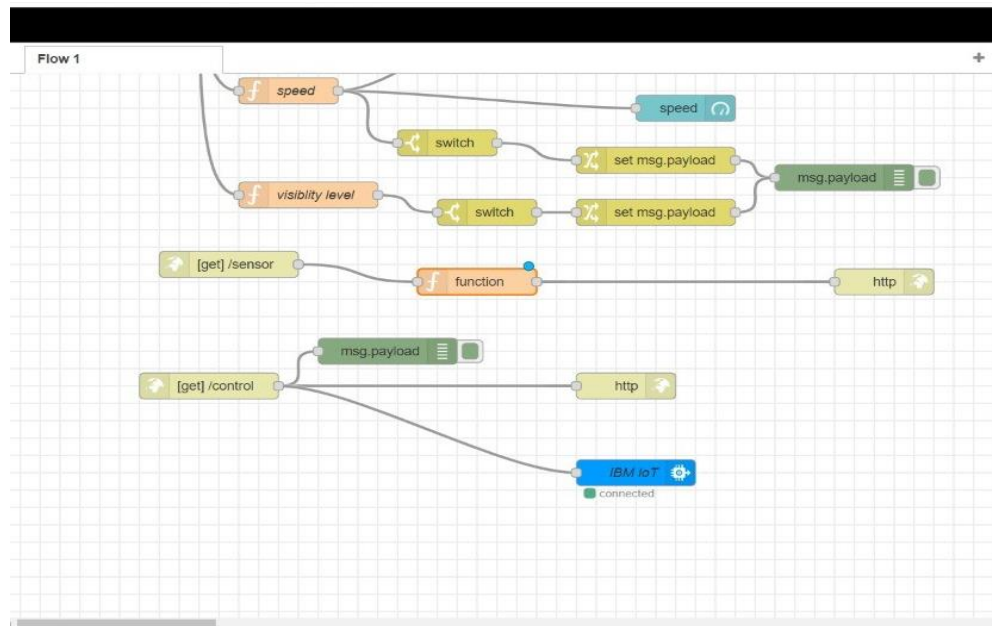 Flow 1
speed
speed
switch
set msg.payload
msg.payload
visiblity level
switch
set msg.payload
[get] /sensor
function
http
msg.payload
[get] /control
http
IBM IoT
connected